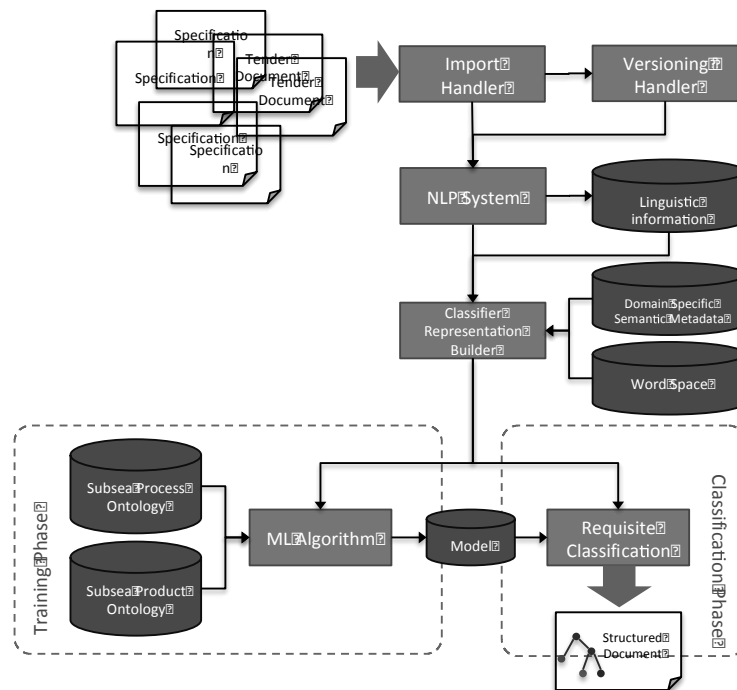 Specificatio
n
Specification
Tender
Document
Tender
Document
Specification
Specificatio
n
Import
Handler
Versioning
Handler
NLP System
Linguistic
information
Classifier
Representation
Builder
Domain Specific
Semantic Metadata
Word Space
Training Phase
Subsea Process
Ontology
Subsea Product
Ontology
ML Algorithm
Model
Requisite
Classification
Classification Phase
Structured
Document